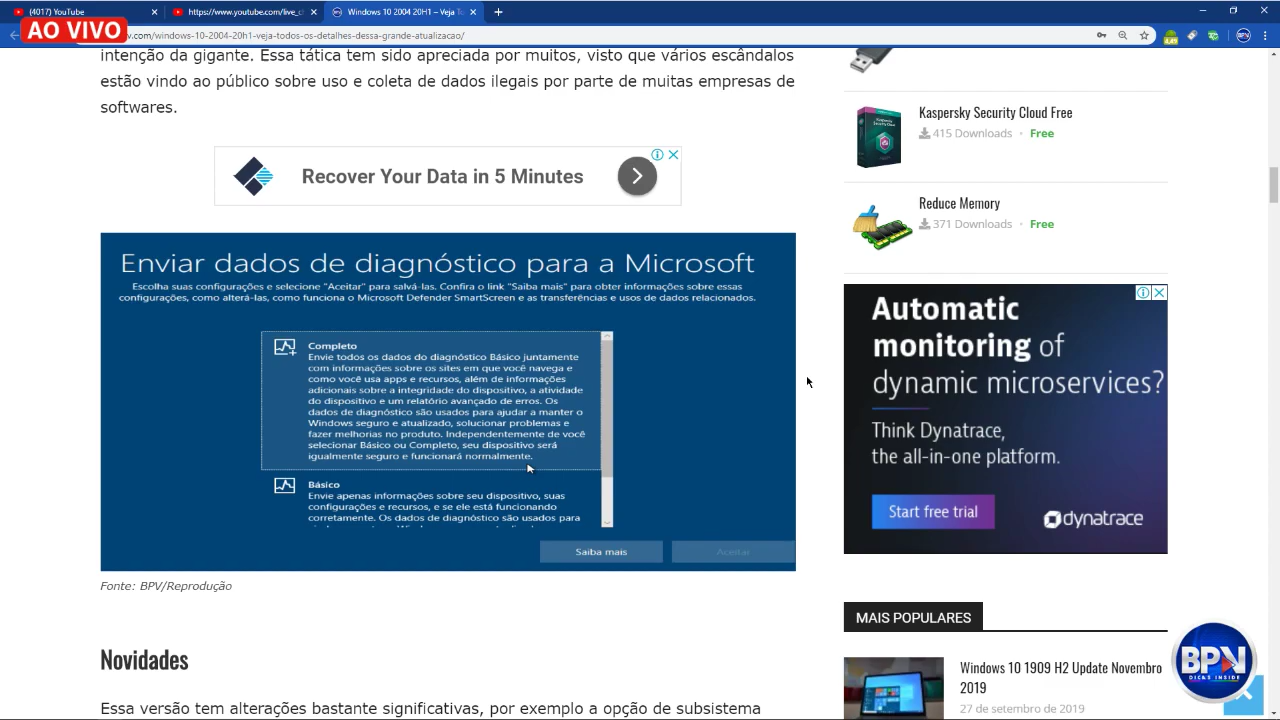 (4017) YouTube
https://www.youtube.com/live_c
Windows 10 2004 20H1 – Veja To
AO VIVO
v.com/windows-10-2004-20h1-veja-todos-os-detalhes-dessa-grande-atualizacao/
intenção da gigante. Essa tática tem sido apreciada por muitos, visto que vários escândalos
estão vindo ao público sobre uso e coleta de dados ilegais por parte de muitas empresas de
softwares.
Recover Your Data in 5 Minutes
Enviar dados de diagnóstico para a Microsoft
Escolha suas configurações e selecione "Aceitar" para salvá-las. Confira o link "Saiba mais" para obter informações sobre essas
configurações, como alterá-las, como funciona o Microsoft Defender SmartScreen e as transferências e usos de dados relacionados.
Completo
Envie todos os dados do diagnóstico Básico juntamente
com informações sobre os sites em que você navega e
como você usa apps e recursos, além de informações
adicionais sobre a integridade do dispositivo, a atividade
do dispositivo e um relatório avançado de erros. Os
dados de diagnóstico são usados para ajudar a manter o
Windows seguro e atualizado, solucionar problemas e
fazer melhorias no produto. Independentemente de você
selecionar Básico ou Completo, seu dispositivo será
igualmente seguro e funcionará normalmente.
Básico
Envie apenas informações sobre seu dispositivo, suas
configurações e recursos, e se ele está funcionando
corretamente. Os dados de diagnóstico são usados para
Saiba mais
Aceitar
Fonte: BPV/Reprodução
Novidades
Essa versão tem alterações bastante significativas, por exemplo a opção de subsistema
Kaspersky Security Cloud Free
415 Downloads • Free
Reduce Memory
371 Downloads • Free
Automatic
monitoring of
dynamic microservices?
Think Dynatrace,
the all-in-one platform.
Start free trial
dynatrace
MAIS POPULARES
Windows 10 1909 H2 Update Novembro
2019
27 de setembro de 2019
BPV
DICAS INSIDE